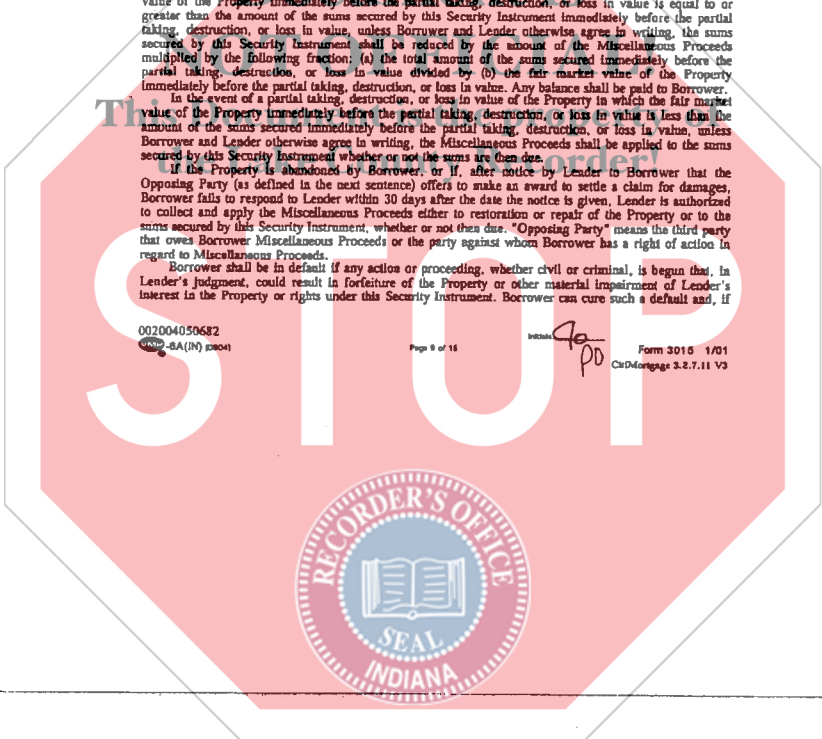 value of the Property immediately before the partial taking, destruction, or loss in value is equal to or
greater than the amount of the sums secured by this Security Instrument immediately before the partial
taking, destruction, or loss in value, unless Borrower and Lender otherwise agree in writing, the sums
secured by this Security Instrument shall be reduced by the amount of the Miscellaneous Proceeds
NOT OFFICIAL!
multiplied by the following fraction: (a) the total amount of the sums secured immediately before the
partial taking, destruction, or loss in value divided by (b) the fair market value of the Property
immediately before the partial taking, destruction, or loss in value. Any balance shall be paid to Borrower.
In the event of a partial taking, destruction, or loss in value of the Property in which the fair market
This Document is the property of
value of the Property immediately before the partial taking, destruction, or loss in value is less than the
amount of the sums secured immediately before the partial taking, destruction, or loss in value, unless
Borrower and Lender otherwise agree in writing, the Miscellaneous Proceeds shall be applied to the sums
secured by this Security Instrument whether or not the sums are then due.
the Lake County Recorder!
If the Property is abandoned by Borrower, or if, after notice by Lender to Borrower that the
Opposing Party (as defined in the next sentence) offers to make an award to settle a claim for damages,
Borrower fails to respond to Lender within 30 days after the date the notice is given, Lender is authorized
to collect and apply the Miscellaneous Proceeds either to restoration or repair of the Property or to the
sums secured by this Security Instrument, whether or not then due. "Opposing Party" means the third party
that owes Borrower Miscellaneous Proceeds or the party against whom Borrower has a right of action in
regard to Miscellaneous Proceeds.
Borrower shall be in default if any action or proceeding, whether civil or criminal, is begun that, in
Lender's judgment, could result in forfeiture of the Property or other material impairment of Lender's
interest in the Property or rights under this Security Instrument. Borrower can cure such a default and, if
STOP
002004050682
-6A(IN)
Page 9 of 15
Initials:
PD
Form 3015 1/01
CitiMortgage 3.2.7.11 V3
RECORDER'S OFFICE
SEAL
INDIANA